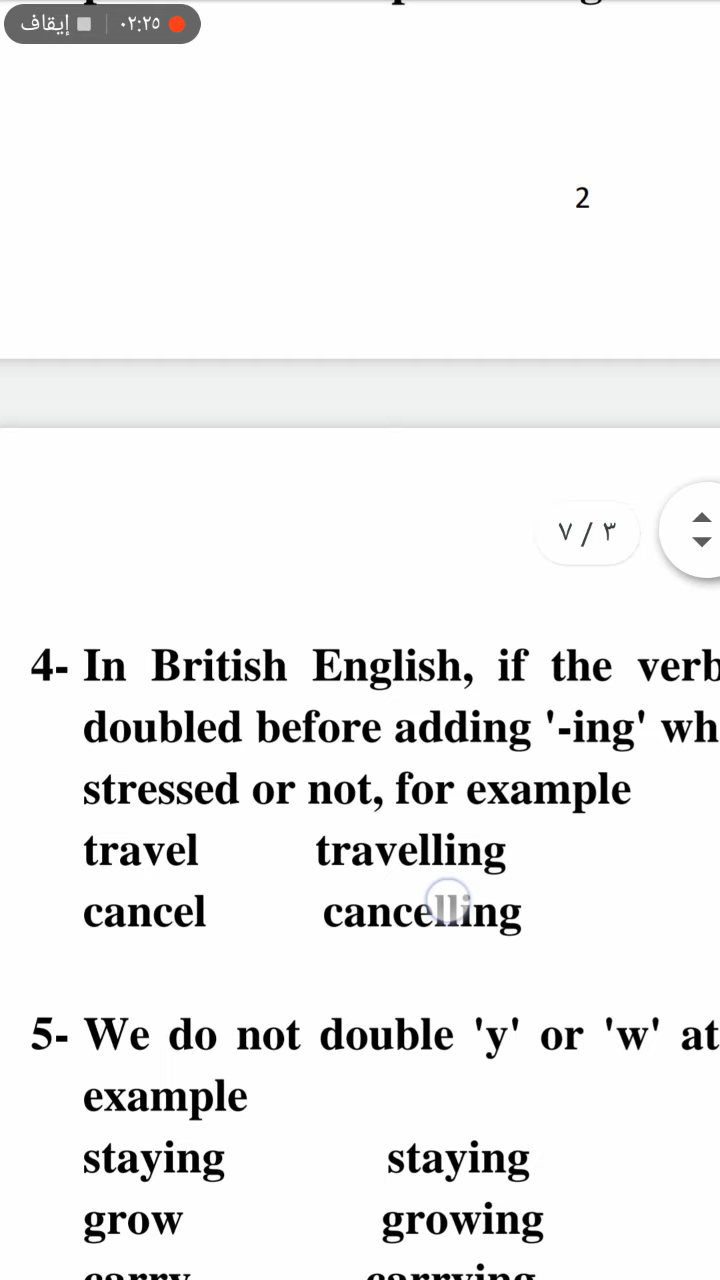 إيقاف ٠٢:٢٥
2
٣ / ٧
4- In British English, if the verb
doubled before adding '-ing' wh
stressed or not, for example
travel travelling
cancel cancelling
5- We do not double 'y' or 'w' at
example
staying staying
grow growing
carry carrying